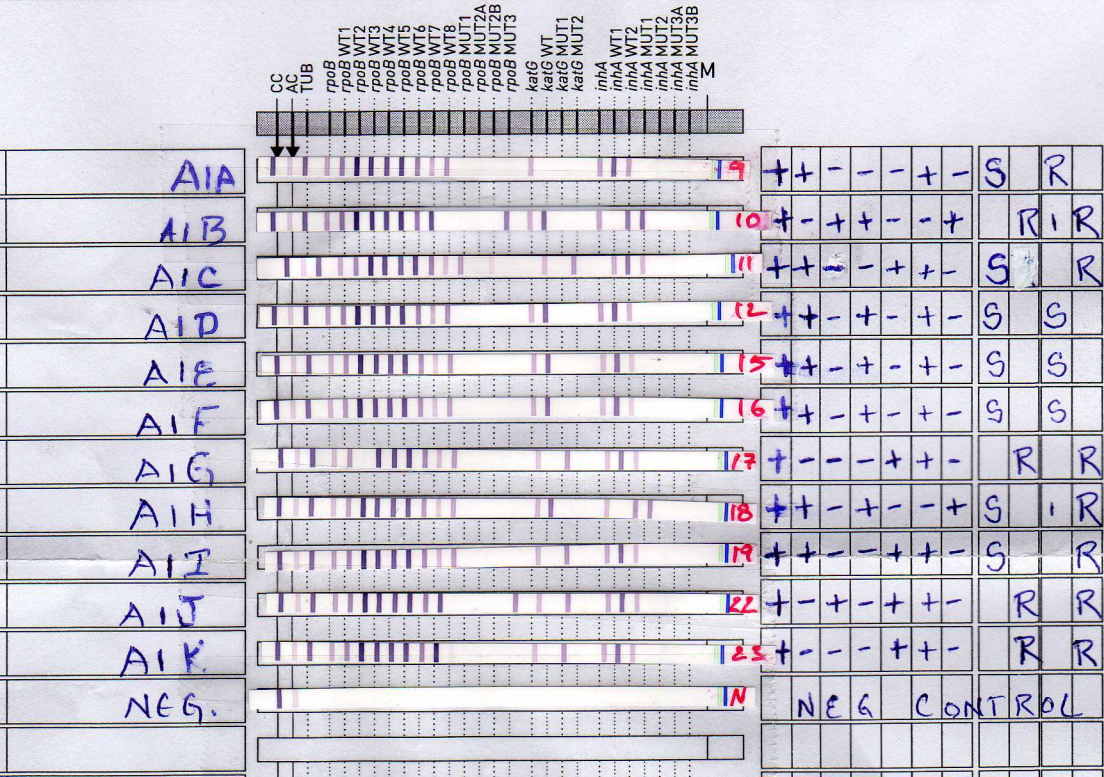 CC
AC
TUB
rpoB
rpoB WT1
rpoB WT2
rpoB WT3
rpoB WT4
rpoB WT5
rpoB WT6
rpoB WT7
rpoB WT8
rpoB MUT1
rpoB MUT2A
rpoB MUT2B
rpoB MUT3
katG
katG WT
katG MUT1
katG MUT2
inhA
inhA WT1
inhA WT2
inhA MUT1
inhA MUT2
inhA MUT3A
inhA MUT3B
M
A1A 9 + + - - - + - S R
A1B 10 + - + + - - + R 1 R
A1C 11 + + - - + + - S R
A1D 12 + + - + - + - S S
A1E 15 + + - + - + - S S
A1F 16 + + - + - + - S S
A1G 17 + - - - + + - R R
A1H 18 + + - + - - + S 1 R
A1I 19 + + - - + + - S R
A1J 22 + - + - + + - R R
A1K 23 + - - - + + - R R
NEG. N NEG CONTROL